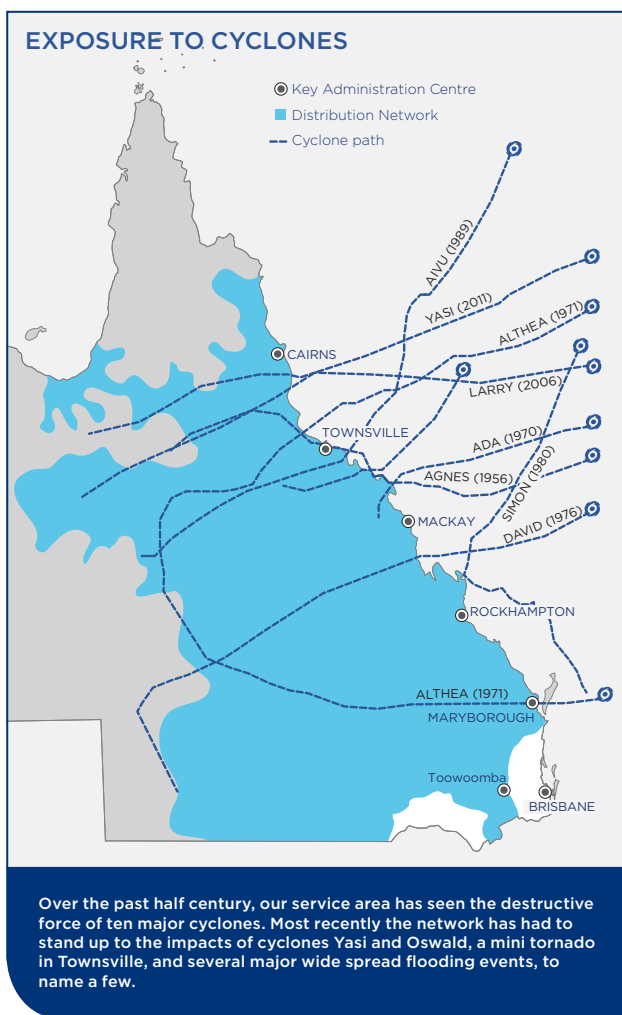 EXPOSURE TO CYCLONES
Key Administration Centre
Distribution Network
Cyclone path
AIVU (1989)
YASI (2011)
ALTHEA (1971)
CAIRNS
LARRY (2006)
TOWNSVILLE
ADA (1970)
AGNES (1956)
SIMON (1980)
MACKAY
DAVID (1976)
ROCKHAMPTON
ALTHEA (1971)
MARYBOROUGH
Toowoomba
BRISBANE
Over the past half century, our service area has seen the destructive
force of ten major cyclones. Most recently the network has had to
stand up to the impacts of cyclones Yasi and Oswald, a mini tornado
in Townsville, and several major wide spread flooding events, to
name a few.